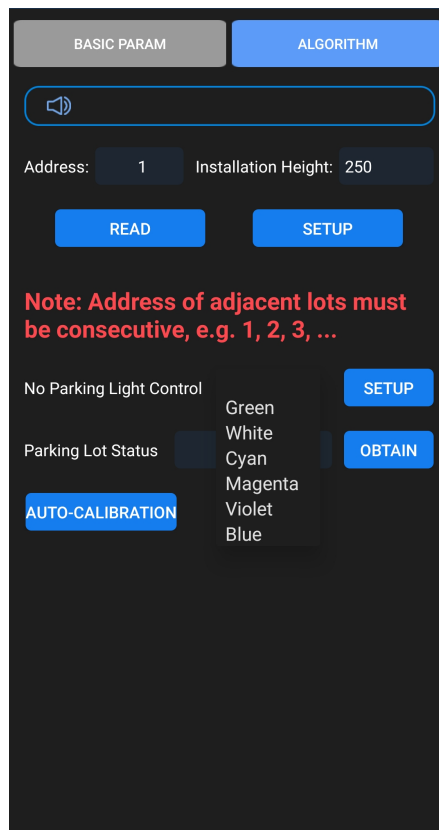 BASIC PARAM
ALGORITHM
Address: 1 Installation Height: 250
READ
SETUP
Note: Address of adjacent lots must
be consecutive, e.g. 1, 2, 3, ...
No Parking Light Control
SETUP
Green
White
Cyan
Magenta
Violet
Blue
Parking Lot Status
OBTAIN
AUTO-CALIBRATION